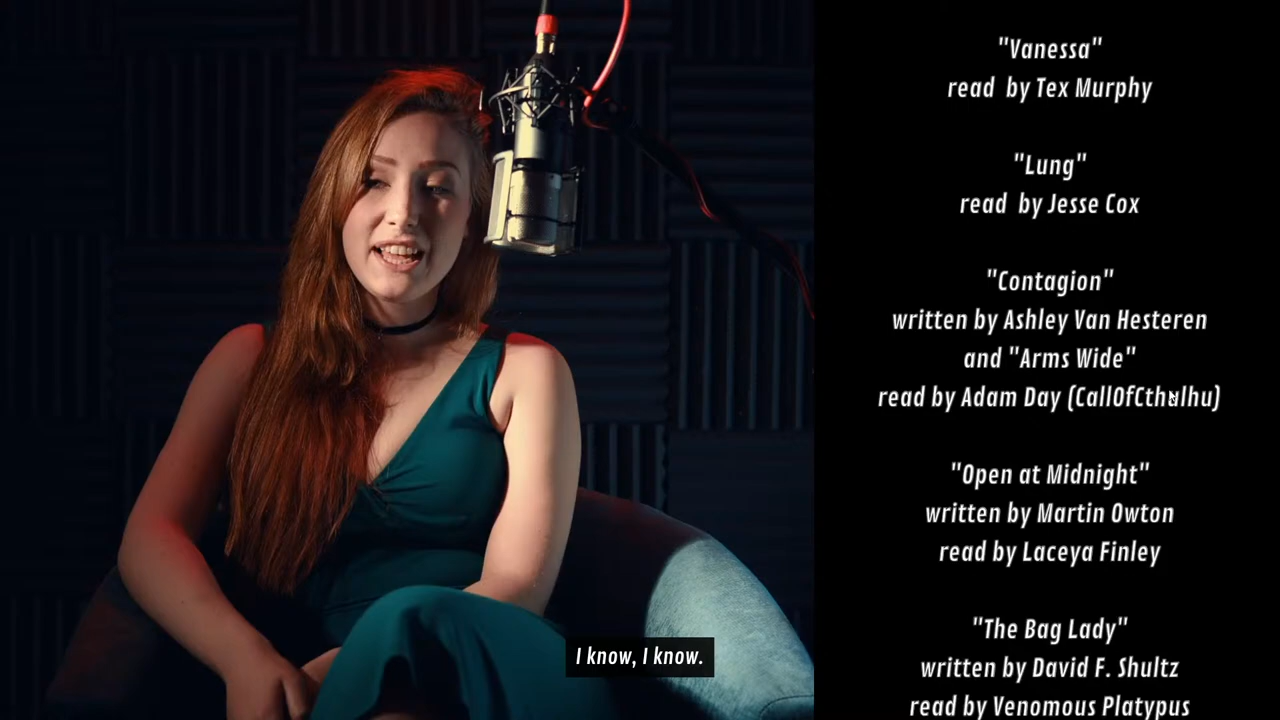 "Vanessa"
read by Tex Murphy
"Lung"
read by Jesse Cox
"Contagion"
written by Ashley Van Hesteren
and "Arms Wide"
read by Adam Day (CallOfCthulhu)
"Open at Midnight"
written by Martin Owton
read by Laceya Finley
"The Bag Lady"
written by David F. Shultz
read by Venomous Platypus
I know, I know.